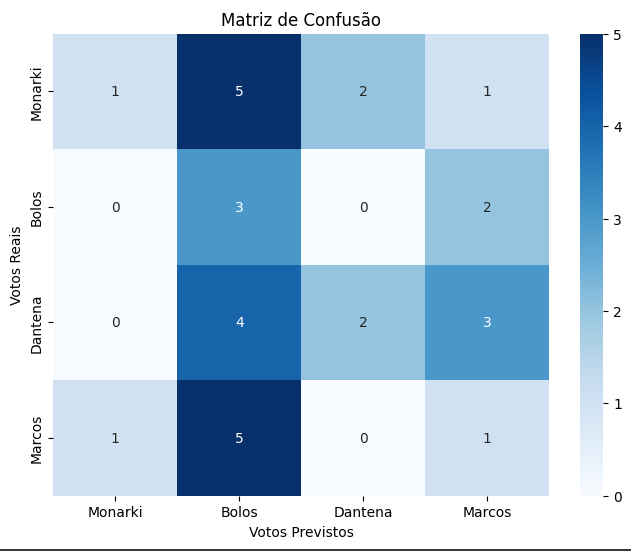 Matriz de Confusão
Votos Reais
Monarki 1 5 2 1
Bolos 0 3 0 2
Dantena 0 4 2 3
Marcos 1 5 0 1
Monarki Bolos Dantena Marcos
Votos Previstos
5
4
3
2
1
0